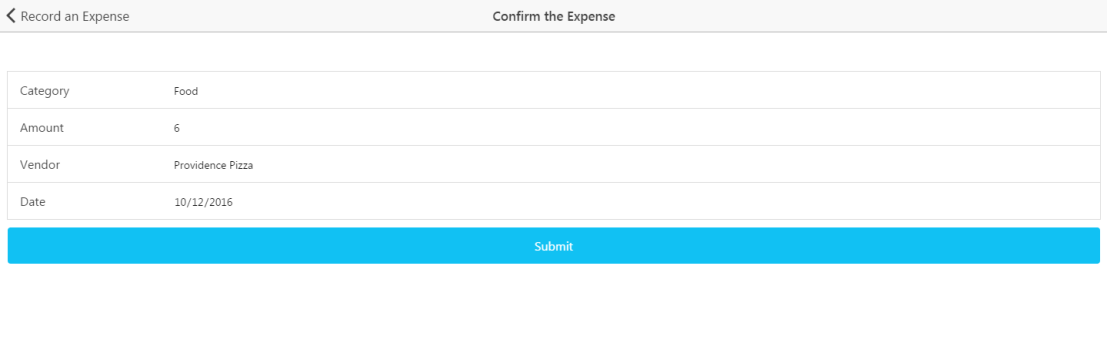 Record an Expense Confirm the Expense
Category Food
Amount 6
Vendor Providence Pizza
Date 10/12/2016
Submit